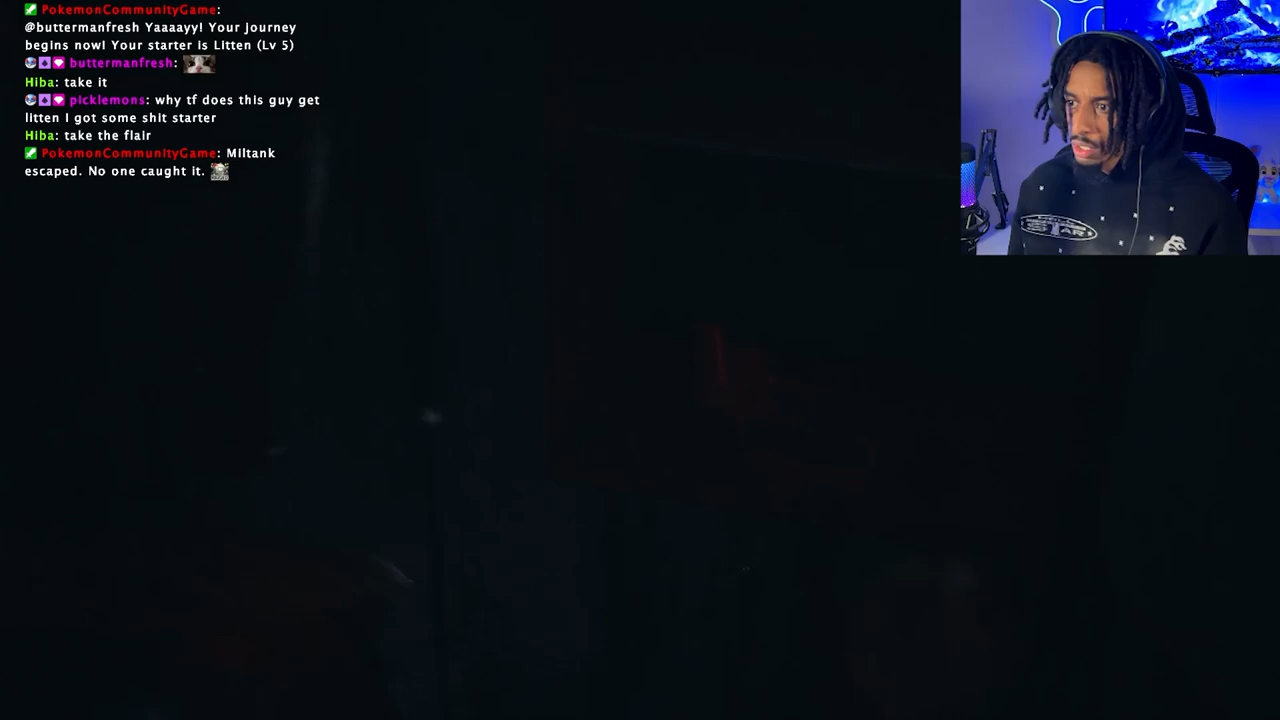 PokemonCommunityGame:
@buttermanfresh Yaaaayy! Your journey
begins now! Your starter is Litten (Lv 5)
buttermanfresh:
Hiba: take it
picklemons: why tf does this guy get
litten I got some shit starter
Hiba: take the flair
PokemonCommunityGame: Miltank
escaped. No one caught it.
STAR